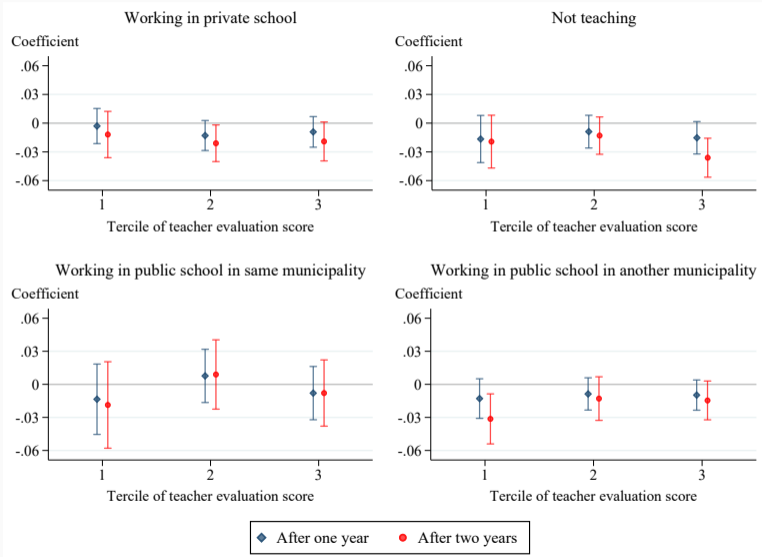 Working in private school
Coefficient
.06
.03
0
-.03
-.06
1 2 3
Tercile of teacher evaluation score
Not teaching
Coefficient
.06
.03
0
-.03
-.06
1 2 3
Tercile of teacher evaluation score
Working in public school in same municipality
Coefficient
.06
.03
0
-.03
-.06
1 2 3
Tercile of teacher evaluation score
Working in public school in another municipality
Coefficient
.06
.03
0
-.03
-.06
1 2 3
Tercile of teacher evaluation score
After one year After two years